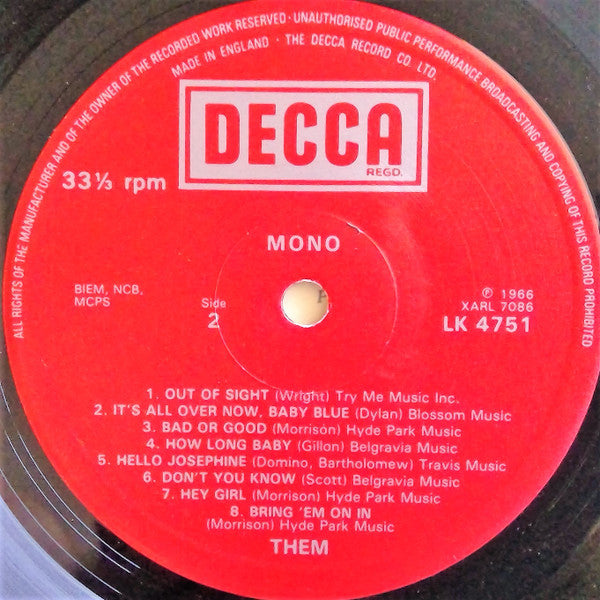 ALL RIGHTS OF THE MANUFACTURER AND OF THE OWNER OF THE RECORDED WORK RESERVED · UNAUTHORISED PUBLIC PERFORMANCE BROADCASTING AND COPYING OF THIS RECORD PROHIBITED
MADE IN ENGLAND · THE DECCA RECORD CO. LTD.
DECCA
REGD.
33⅓ rpm
MONO
BIEM, NCB,
MCPS
Side
2
℗ 1966
XARL 7086
LK 4751
1. OUT OF SIGHT (Wright) Try Me Music Inc.
2. IT'S ALL OVER NOW, BABY BLUE (Dylan) Blossom Music
3. BAD OR GOOD (Morrison) Hyde Park Music
4. HOW LONG BABY (Gillon) Belgravia Music
5. HELLO JOSEPHINE (Domino, Bartholomew) Travis Music
6. DON'T YOU KNOW (Scott) Belgravia Music
7. HEY GIRL (Morrison) Hyde Park Music
8. BRING 'EM ON IN
(Morrison) Hyde Park Music
THEM